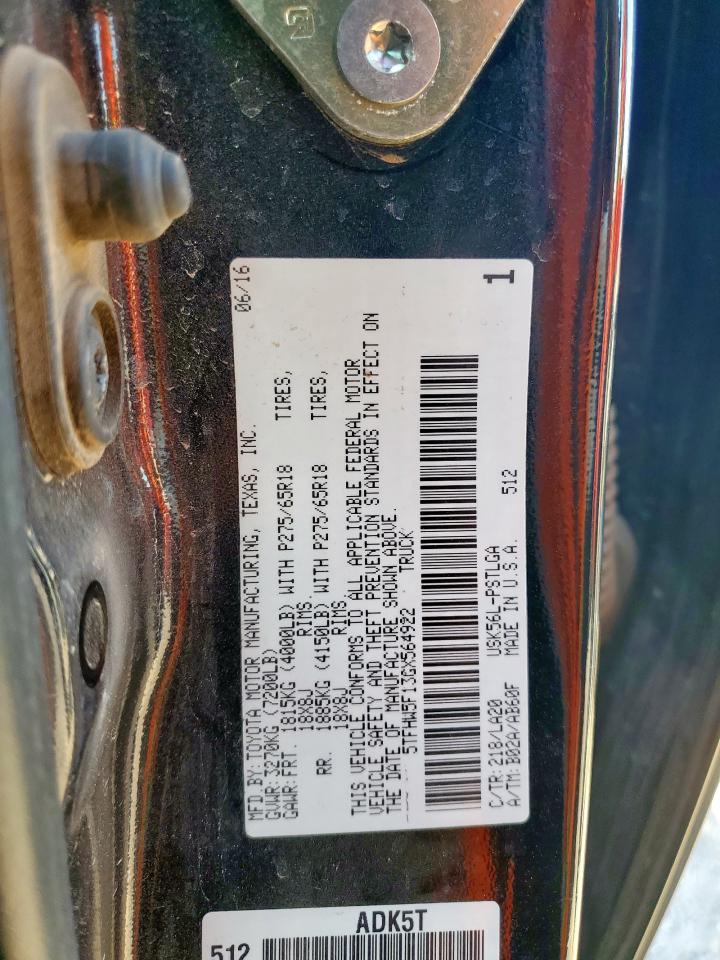 MFD.BY:TOYOTA MOTOR MANUFACTURING, TEXAS, INC. 06/16
GVWR:3270KG (7200LB)
GAWR:FRT. 1815KG (4000LB) WITH P275/65R18 TIRES,
18X8J RIMS
RR. 1885KG (4150LB) WITH P275/65R18 TIRES,
18X8J RIMS
THIS VEHICLE CONFORMS TO ALL APPLICABLE FEDERAL MOTOR
VEHICLE SAFETY AND THEFT PREVENTION STANDARDS IN EFFECT ON
THE DATE OF MANUFACTURE SHOWN ABOVE.
5TFHW5F13GX564922 TRUCK
C/TR:218/LA20 USK56L-PSTLGA
A/TM:B02A/AB60F MADE IN U.S.A. 512
1
ADK5T
512